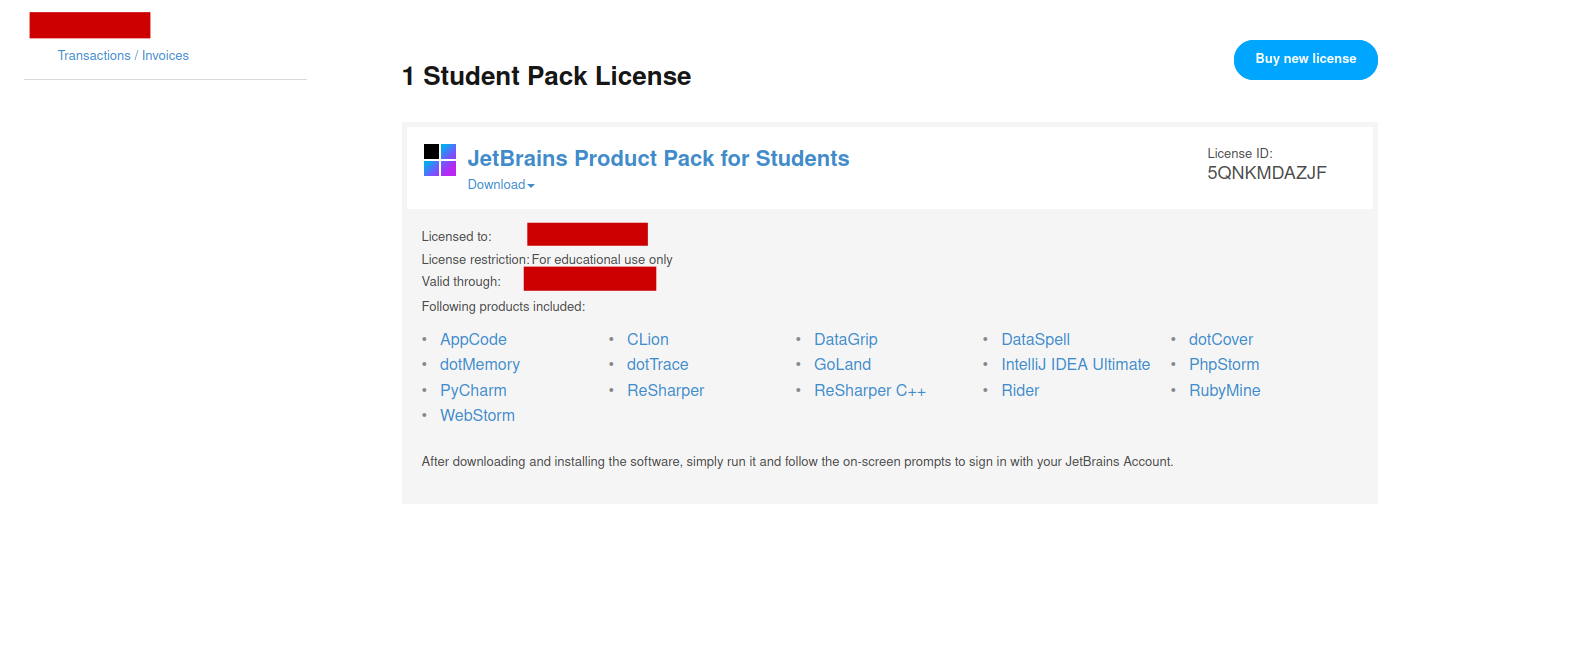 Transactions / Invoices
1 Student Pack License
Buy new license
JetBrains Product Pack for Students
Download
License ID:
5QNKMDAZJF
Licensed to:
License restriction: For educational use only
Valid through:
Following products included:
• AppCode • CLion • DataGrip • DataSpell • dotCover
• dotMemory • dotTrace • GoLand • IntelliJ IDEA Ultimate • PhpStorm
• PyCharm • ReSharper • ReSharper C++ • Rider • RubyMine
• WebStorm
After downloading and installing the software, simply run it and follow the on-screen prompts to sign in with your JetBrains Account.